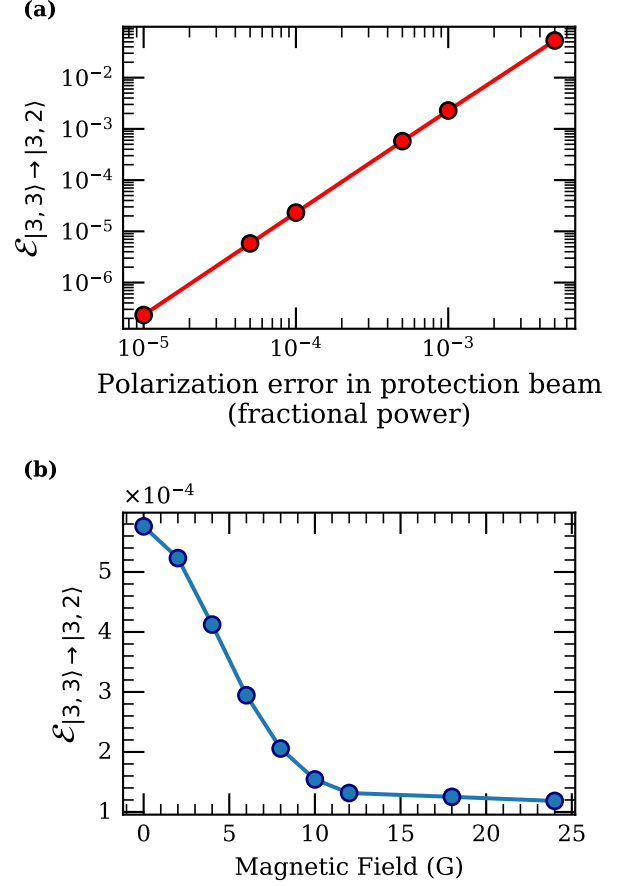 (a)
10⁻²
10⁻³
10⁻⁴
10⁻⁵
10⁻⁶
ℰ|3, 3⟩ → |3, 2⟩
10⁻⁵ 10⁻⁴ 10⁻³
Polarization error in protection beam
(fractional power)
(b)
×10⁻⁴
5
4
3
2
1
ℰ|3, 3⟩ → |3, 2⟩
0 5 10 15 20 25
Magnetic Field (G)